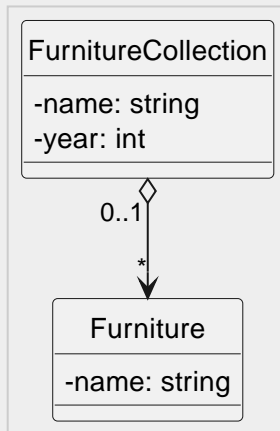 FurnitureCollection
-name: string
-year: int
0..1
*
Furniture
-name: string